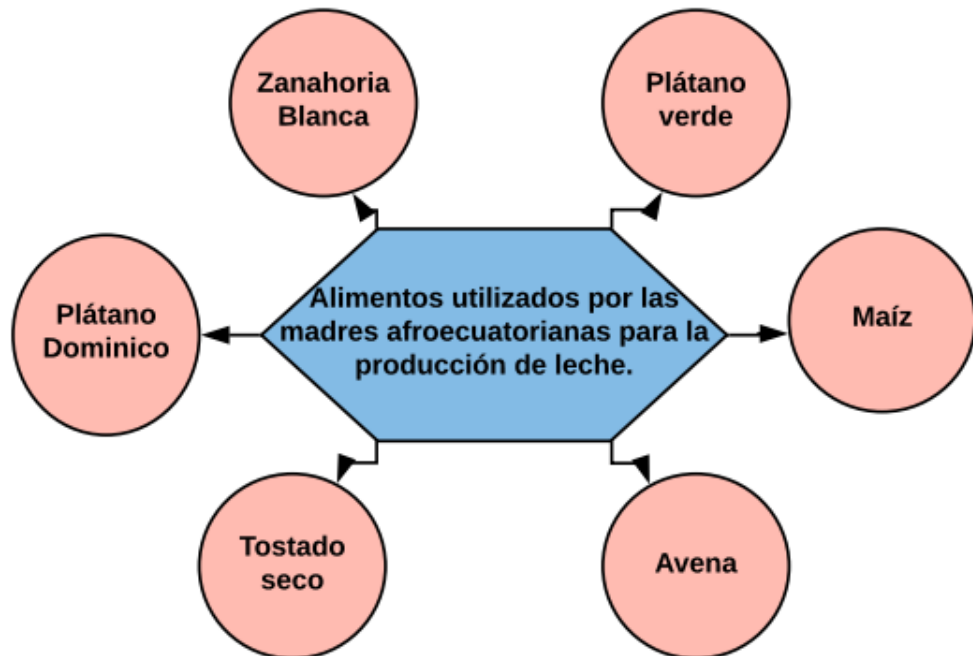 Zanahoria
Blanca
Plátano
verde
Plátano
Dominico
Alimentos utilizados por las
madres afroecuatorianas para la
producción de leche.
Maíz
Tostado
seco
Avena